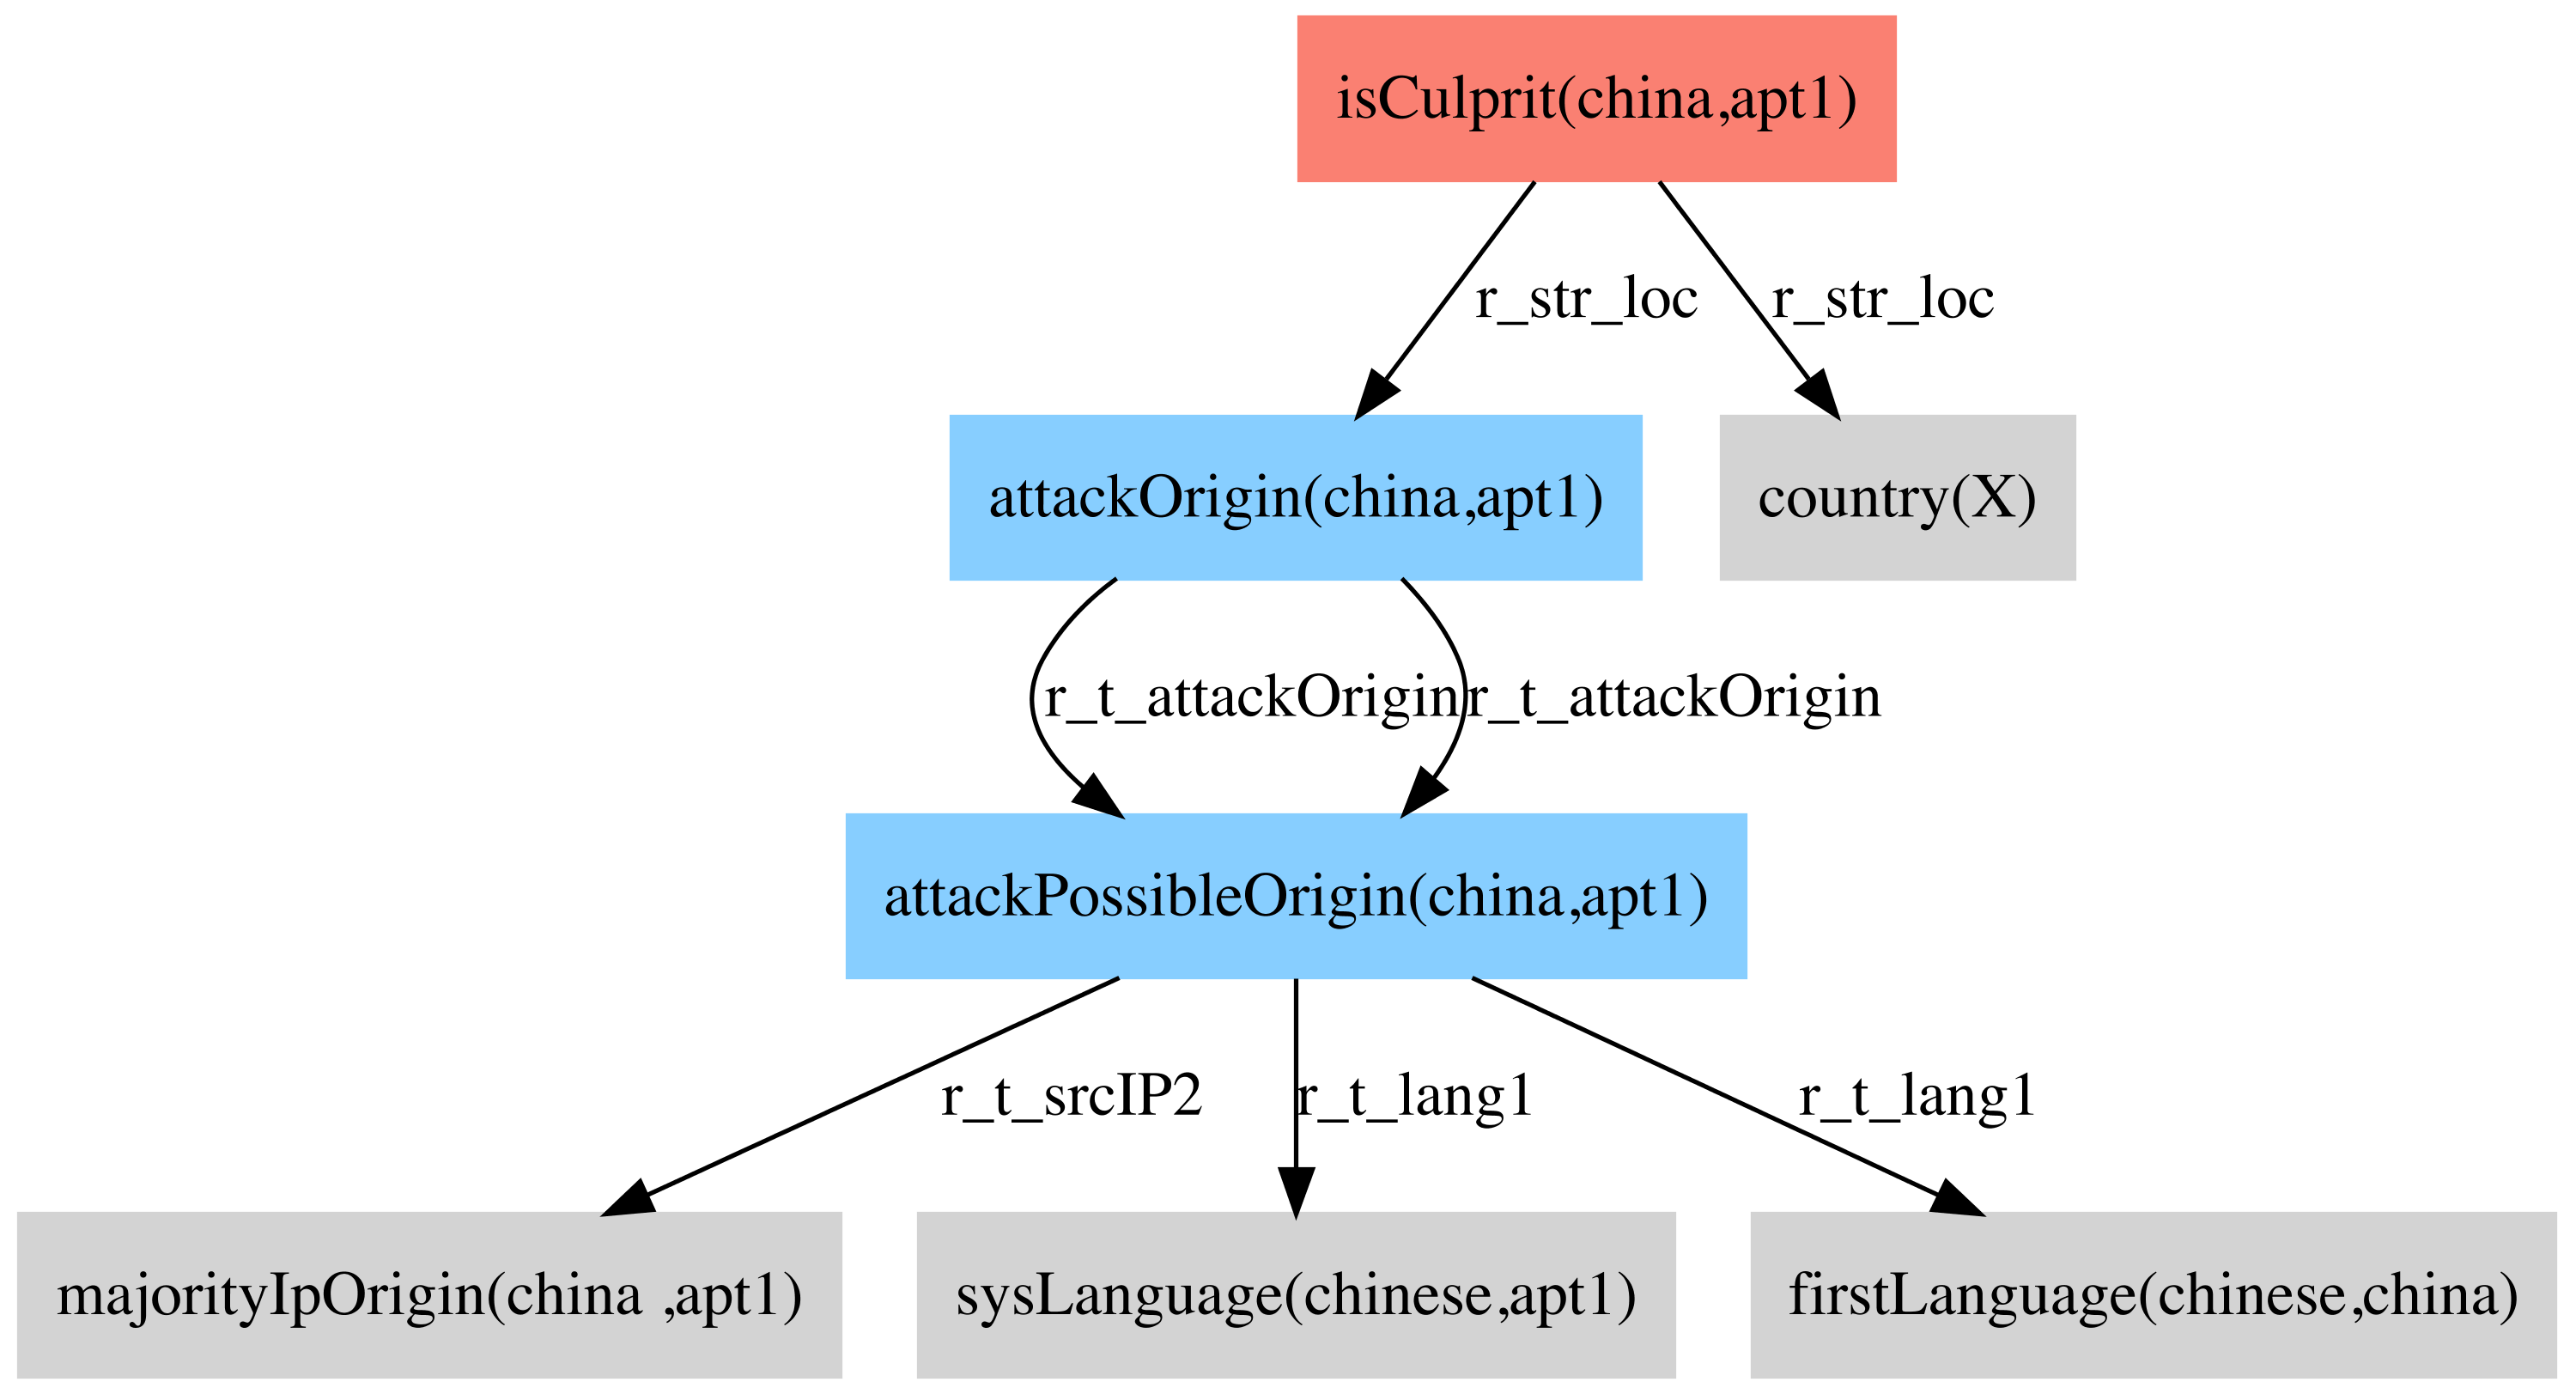 isCulprit(china,apt1)
r_str_loc
r_str_loc
attackOrigin(china,apt1)
country(X)
r_t_attackOrigin
r_t_attackOrigin
attackPossibleOrigin(china,apt1)
r_t_srcIP2
r_t_lang1
r_t_lang1
majorityIpOrigin(china ,apt1)
sysLanguage(chinese,apt1)
firstLanguage(chinese,china)